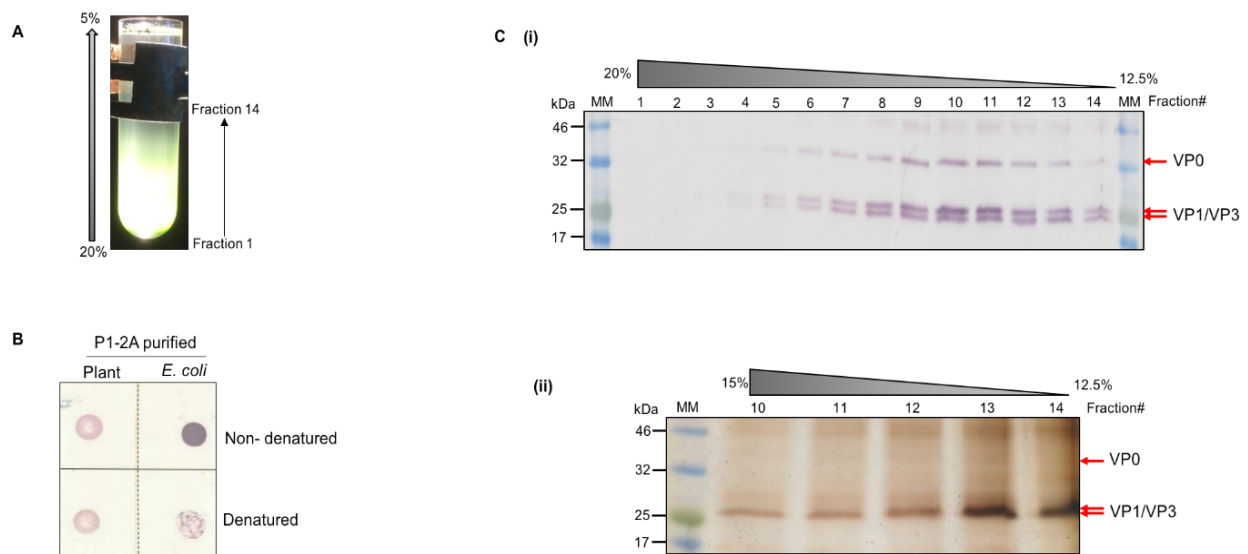 A
5%
20%
Fraction 14
Fraction 1
B
P1-2A purified
Plant E. coli
Non- denatured
Denatured
C (i)
20% 12.5%
kDa MM 1 2 3 4 5 6 7 8 9 10 11 12 13 14 MM Fraction#
46
32
25
17
VP0
VP1/VP3
(ii)
15% 12.5%
kDa MM 10 11 12 13 14 Fraction#
46
32
25
17
VP0
VP1/VP3